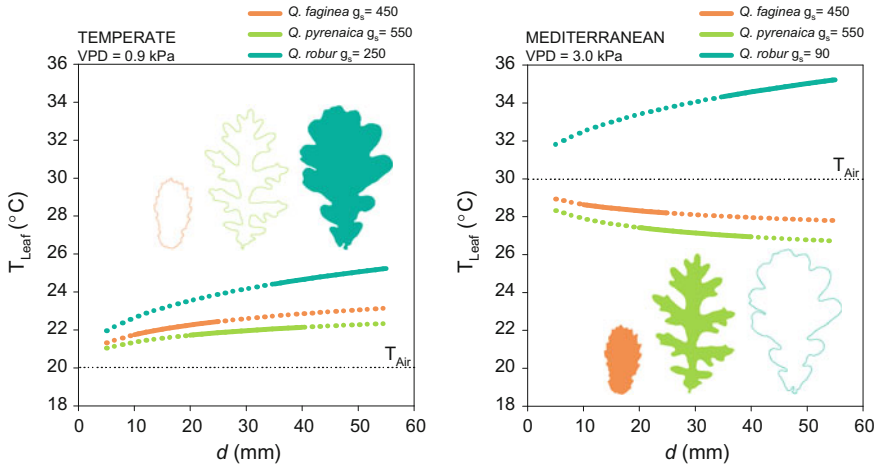 TEMPERATE
VPD = 0.9 kPa
Q. faginea gs = 450
Q. pyrenaica gs = 550
Q. robur gs = 250
36
34
32
30
28
26
24
22
20
18
TLeaf (°C)
TAir
0 10 20 30 40 50 60
d (mm)
MEDITERRANEAN
VPD = 3.0 kPa
Q. faginea gs = 450
Q. pyrenaica gs = 550
Q. robur gs = 90
36
34
32
30
28
26
24
22
20
18
TLeaf (°C)
TAir
0 10 20 30 40 50 60
d (mm)